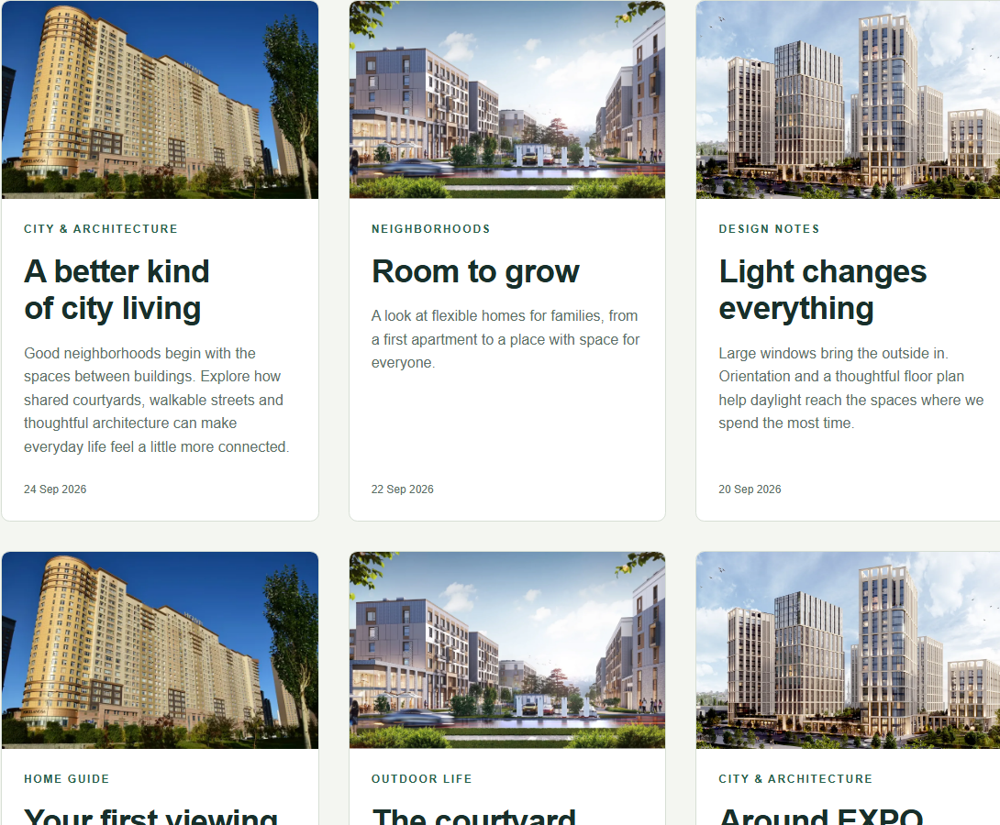 CITY & ARCHITECTURE
A better kind
of city living
Good neighborhoods begin with the
spaces between buildings. Explore how
shared courtyards, walkable streets and
thoughtful architecture can make
everyday life feel a little more connected.
24 Sep 2026
NEIGHBORHOODS
Room to grow
A look at flexible homes for families, from
a first apartment to a place with space for
everyone.
22 Sep 2026
DESIGN NOTES
Light changes
everything
Large windows bring the outside in.
Orientation and a thoughtful floor plan
help daylight reach the spaces where we
spend the most time.
20 Sep 2026
HOME GUIDE
Your first viewing
OUTDOOR LIFE
The courtyard
CITY & ARCHITECTURE
Around EXPO